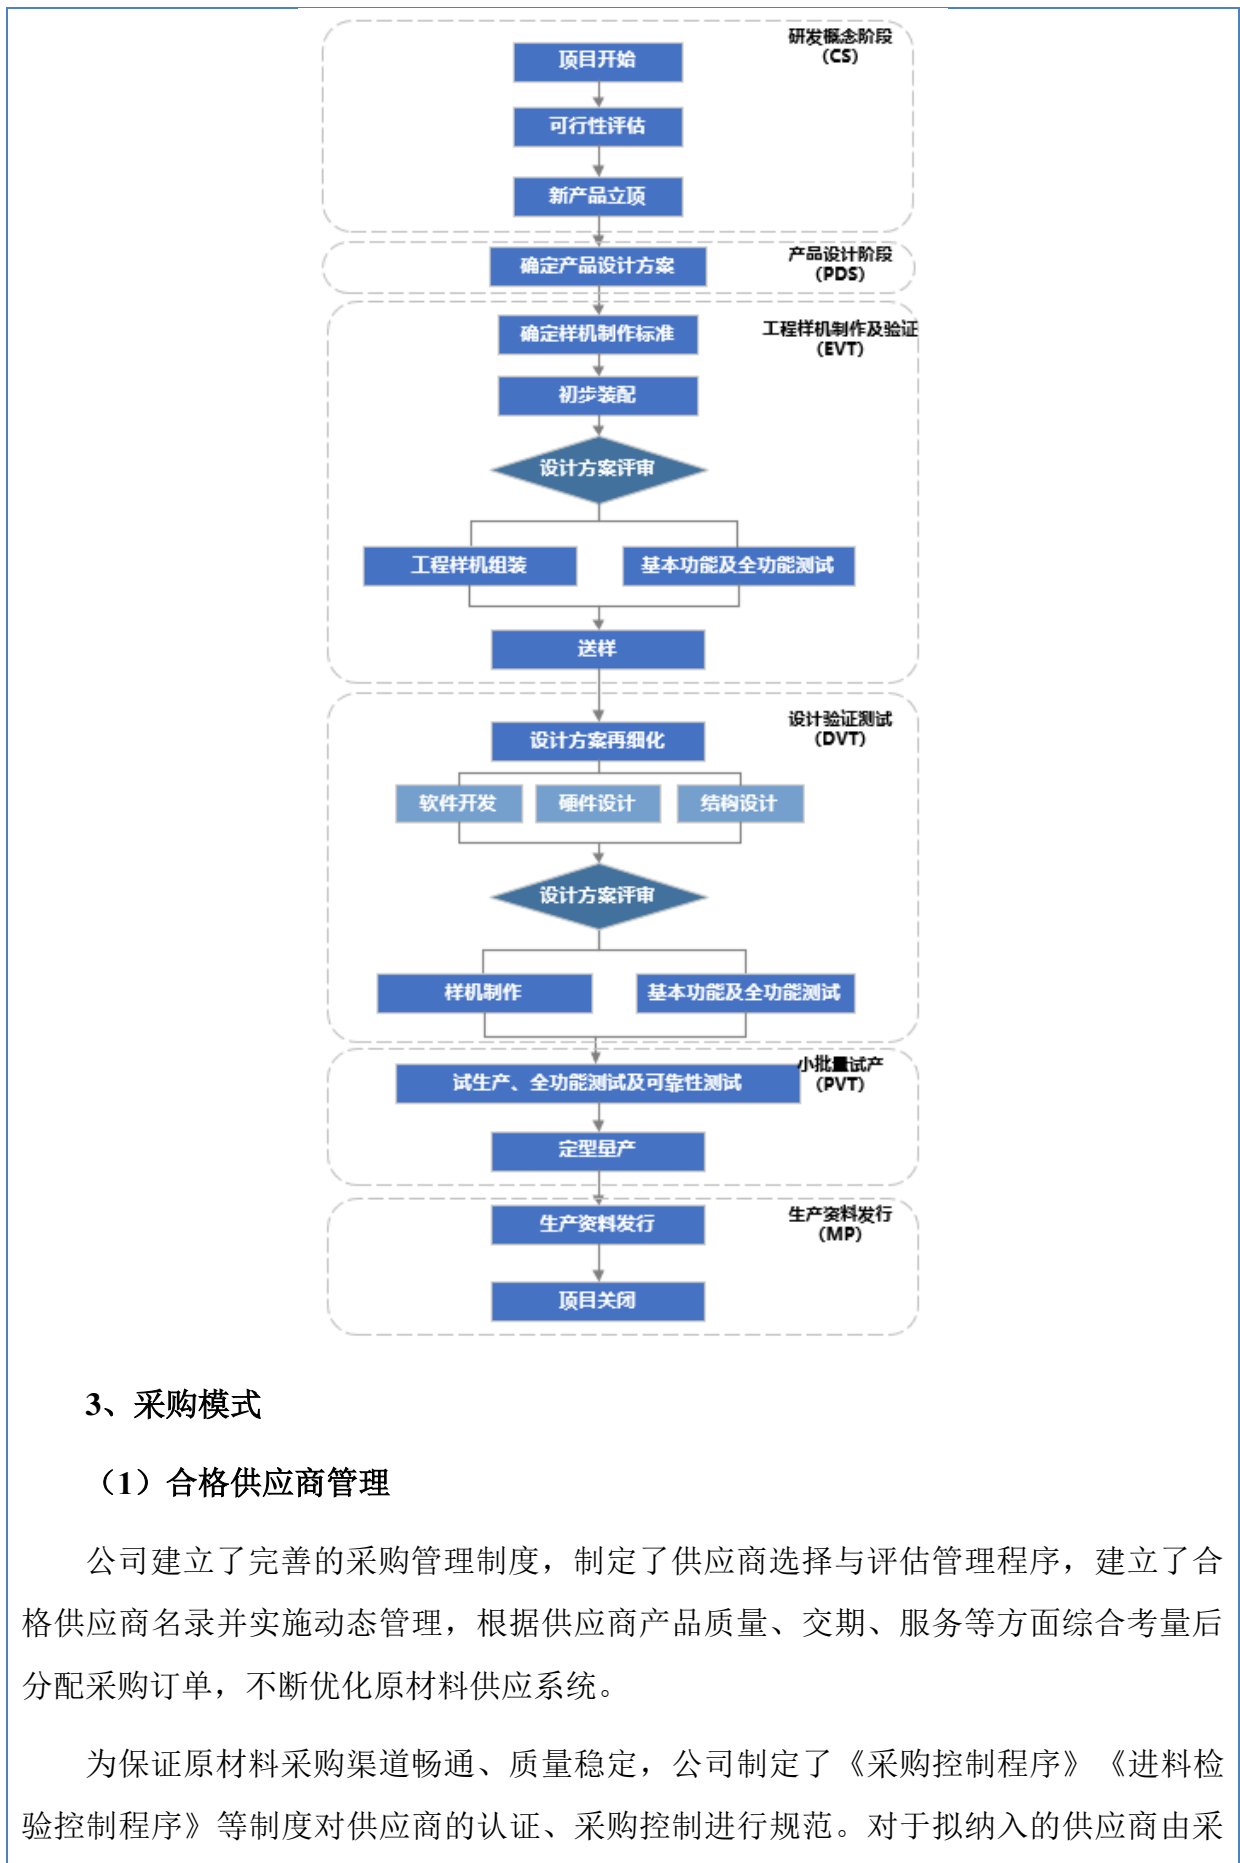 研发概念阶段
（CS）
项目开始
可行性评估
新产品立项
产品设计阶段
（PDS）
确定产品设计方案
工程样机制作及验证
（EVT）
确定样机制作标准
初步装配
设计方案评审
工程样机组装
基本功能及全功能测试
送样
设计验证测试
（DVT）
设计方案再细化
软件开发
硬件设计
结构设计
设计方案评审
样机制作
基本功能及全功能测试
小批量试产
（PVT）
试生产、全功能测试及可靠性测试
定型量产
生产资料发行
（MP）
生产资料发行
项目关闭
3、采购模式
（1）合格供应商管理
公司建立了完善的采购管理制度，制定了供应商选择与评估管理程序，建立了合
格供应商名录并实施动态管理，根据供应商产品质量、交期、服务等方面综合考量后
分配采购订单，不断优化原材料供应系统。
为保证原材料采购渠道畅通、质量稳定，公司制定了《采购控制程序》《进料检
验控制程序》等制度对供应商的认证、采购控制进行规范。对于拟纳入的供应商由采